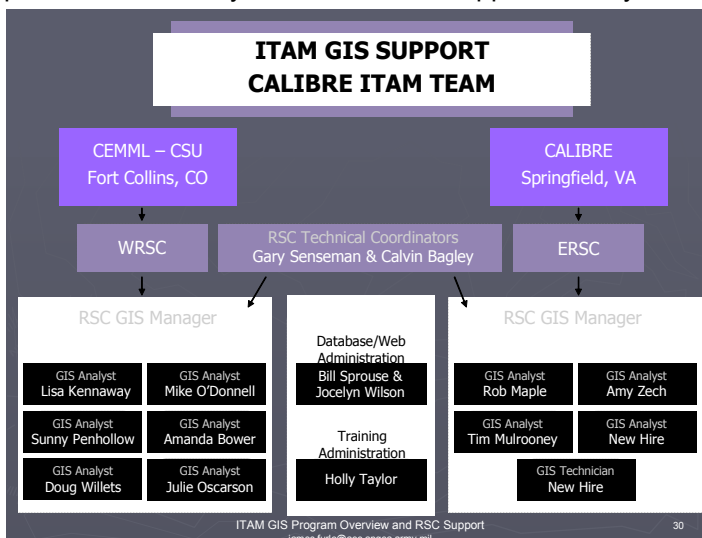 ITAM GIS SUPPORT
CALIBRE ITAM TEAM
CEMML – CSU
Fort Collins, CO
CALIBRE
Springfield, VA
WRSC
RSC Technical Coordinators
Gary Senseman & Calvin Bagley
ERSC
RSC GIS Manager
GIS Analyst
Lisa Kennaway
GIS Analyst
Mike O'Donnell
GIS Analyst
Sunny Penhollow
GIS Analyst
Amanda Bower
GIS Analyst
Doug Willets
GIS Analyst
Julie Oscarson
Database/Web
Administration
Bill Sprouse &
Jocelyn Wilson
Training
Administration
Holly Taylor
RSC GIS Manager
GIS Analyst
Rob Maple
GIS Analyst
Amy Zech
GIS Analyst
Tim Mulrooney
GIS Analyst
New Hire
GIS Technician
New Hire
ITAM GIS Program Overview and RSC Support
30